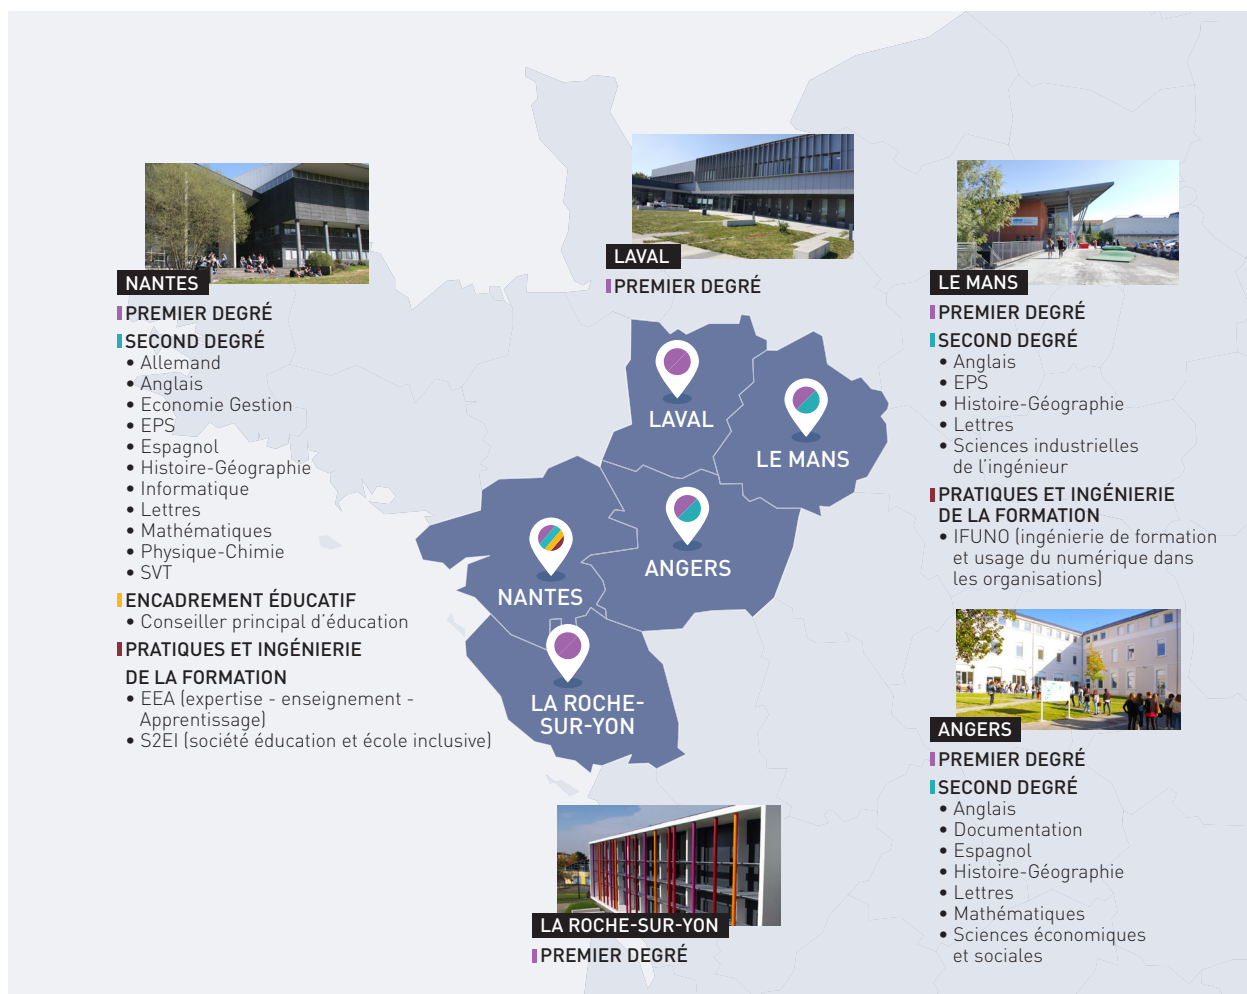 NANTES
PREMIER DEGRÉ
SECOND DEGRÉ
• Allemand
• Anglais
• Economie Gestion
• EPS
• Espagnol
• Histoire-Géographie
• Informatique
• Lettres
• Mathématiques
• Physique-Chimie
• SVT
ENCADREMENT ÉDUCATIF
• Conseiller principal d'éducation
PRATIQUES ET INGÉNIERIE
DE LA FORMATION
• EEA (expertise - enseignement -
Apprentissage)
• S2EI (société éducation et école inclusive)
LAVAL
PREMIER DEGRÉ
LAVAL
LE MANS
ANGERS
NANTES
LA ROCHE-
SUR-YON
LA ROCHE-SUR-YON
PREMIER DEGRÉ
LE MANS
PREMIER DEGRÉ
SECOND DEGRÉ
• Anglais
• EPS
• Histoire-Géographie
• Lettres
• Sciences industrielles
de l'ingénieur
PRATIQUES ET INGÉNIERIE
DE LA FORMATION
• IFUNO (ingénierie de formation
et usage du numérique dans
les organisations)
ANGERS
PREMIER DEGRÉ
SECOND DEGRÉ
• Anglais
• Documentation
• Espagnol
• Histoire-Géographie
• Lettres
• Mathématiques
• Sciences économiques
et sociales